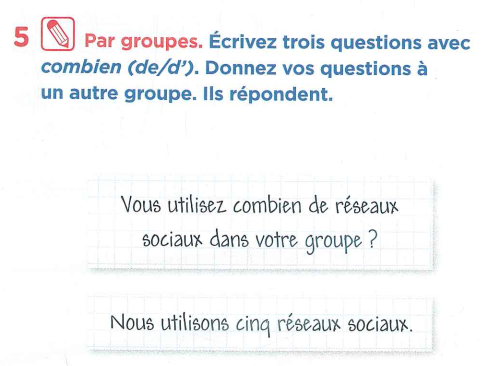 5 Par groupes. Écrivez trois questions avec
combien (de/d’). Donnez vos questions à
un autre groupe. Ils répondent.
Vous utilisez combien de réseaux
sociaux dans votre groupe ?
Nous utilisons cinq réseaux sociaux.